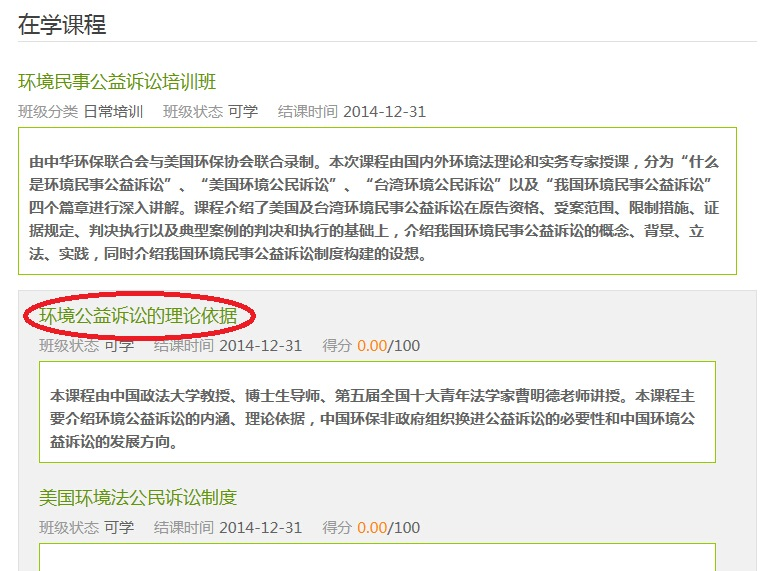 在学课程
环境民事公益诉讼培训班
班级分类 日常培训 班级状态 可学 结课时间 2014-12-31
由中华环保联合会与美国环保协会联合录制。本次课程由国内外环境法理论和实务专家授课，分为“什么
是环境民事公益诉讼”、“美国环境公民诉讼”、“台湾环境公民诉讼”以及“我国环境民事公益诉讼”
四个篇章进行深入讲解。课程介绍了美国及台湾环境民事公益诉讼在原告资格、受案范围、限制措施、证
据规定、判决执行以及典型案例的判决和执行的基础上，介绍我国环境民事公益诉讼的概念、背景、立
法、实践，同时介绍我国环境民事公益诉讼制度构建的设想。
环境公益诉讼的理论依据
班级状态 可学 结课时间 2014-12-31 得分 0.00/100
本课程由中国政法大学教授、博士生导师、第五届全国十大青年法学家曹明德老师讲授。本课程主
要介绍环境公益诉讼的内涵、理论依据，中国环保非政府组织换进公益诉讼的必要性和中国环境公
益诉讼的发展方向。
美国环境法公民诉讼制度
班级状态 可学 结课时间 2014-12-31 得分 0.00/100